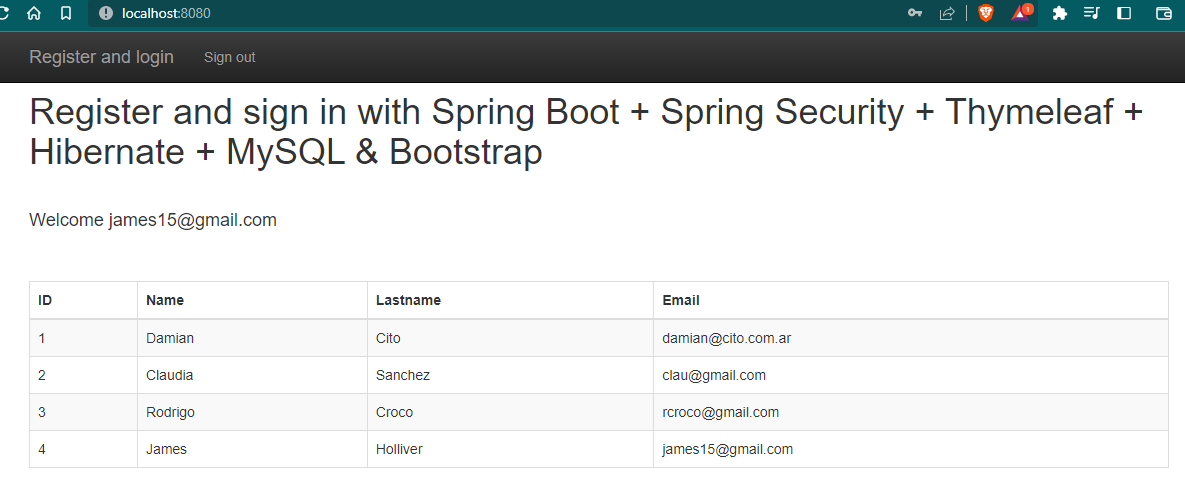 localhost:8080
1
Register and login Sign out
Register and sign in with Spring Boot + Spring Security + Thymeleaf +
Hibernate + MySQL & Bootstrap
Welcome james15@gmail.com
ID Name Lastname Email
1 Damian Cito damian@cito.com.ar
2 Claudia Sanchez clau@gmail.com
3 Rodrigo Croco rcroco@gmail.com
4 James Holliver james15@gmail.com